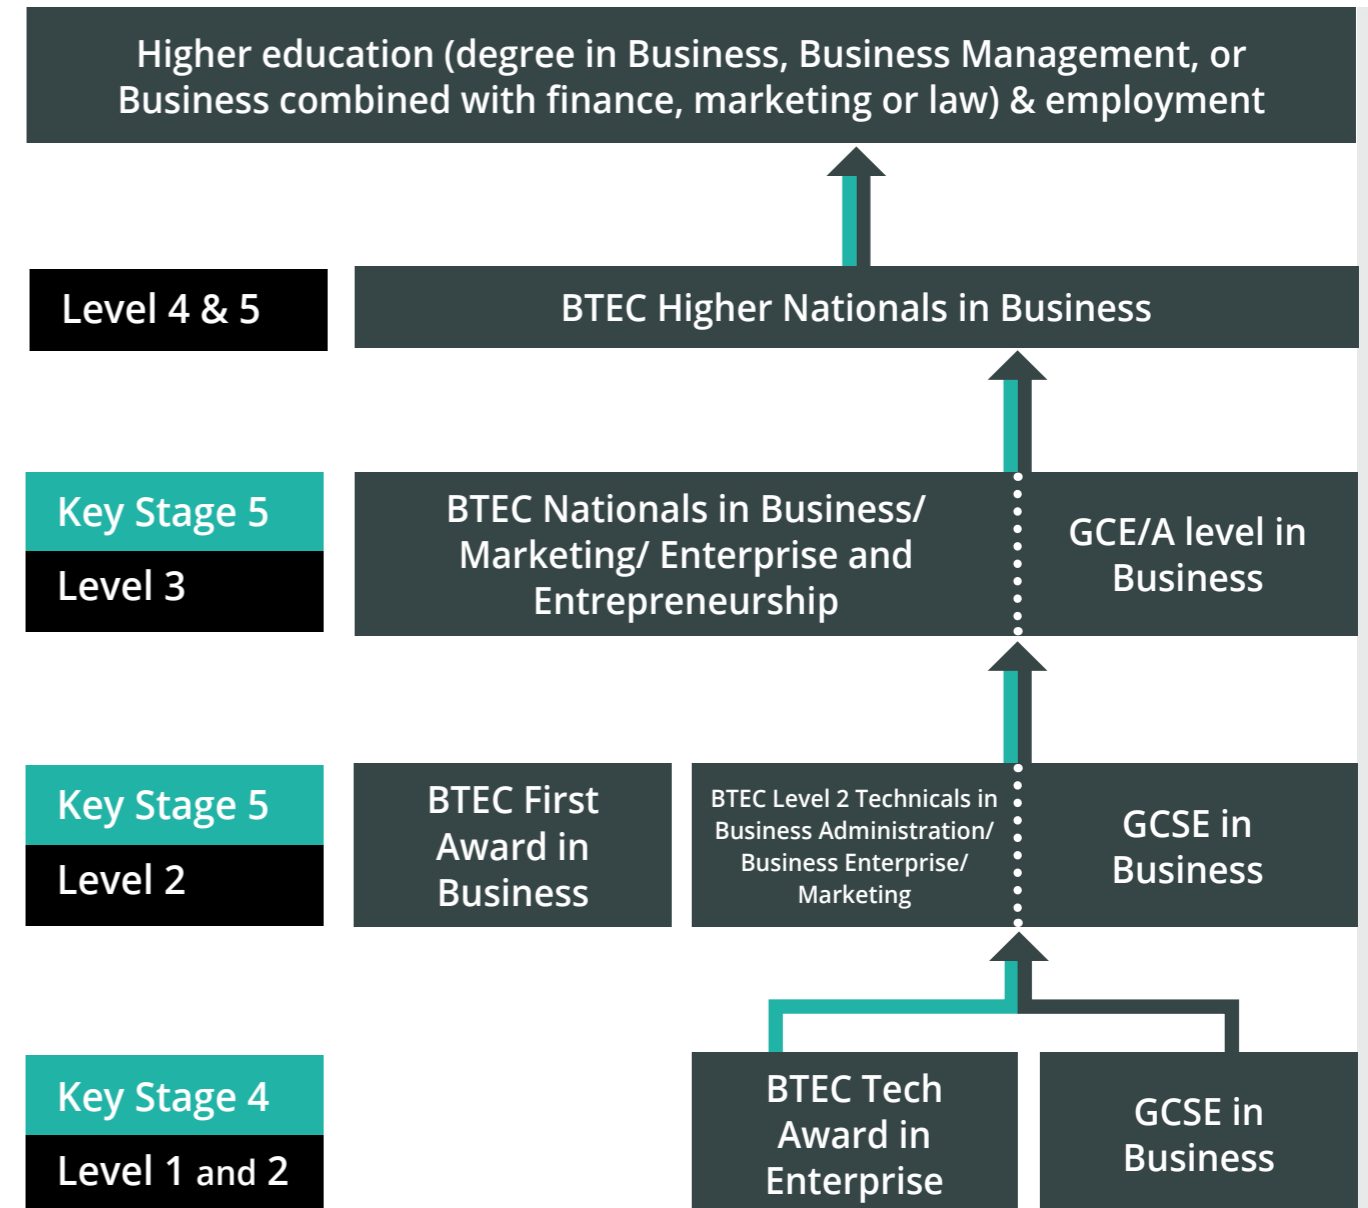 Higher education (degree in Business, Business Management, or
Business combined with finance, marketing or law) & employment
Level 4 & 5
BTEC Higher Nationals in Business
Key Stage 5
Level 3
BTEC Nationals in Business/
Marketing/ Enterprise and
Entrepreneurship
GCE/A level in
Business
Key Stage 5
Level 2
BTEC First
Award in
Business
BTEC Level 2 Technicals in
Business Administration/
Business Enterprise/
Marketing
GCSE in
Business
Key Stage 4
Level 1 and 2
BTEC Tech
Award in
Enterprise
GCSE in
Business